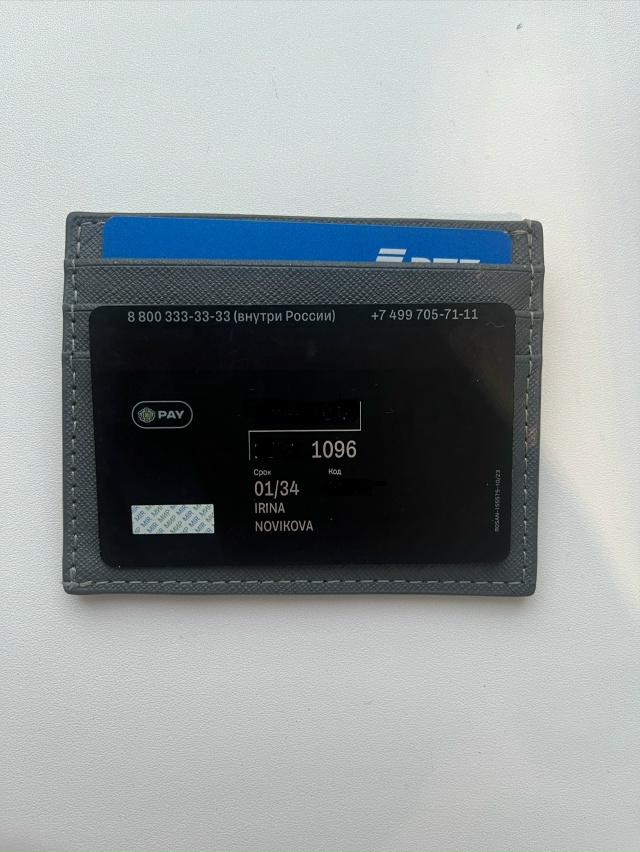 8 800 333-33-33 (внутри России) +7 499 705-71-11
PAY
1096
Срок Код
01/34
IRINA
NOVIKOVA